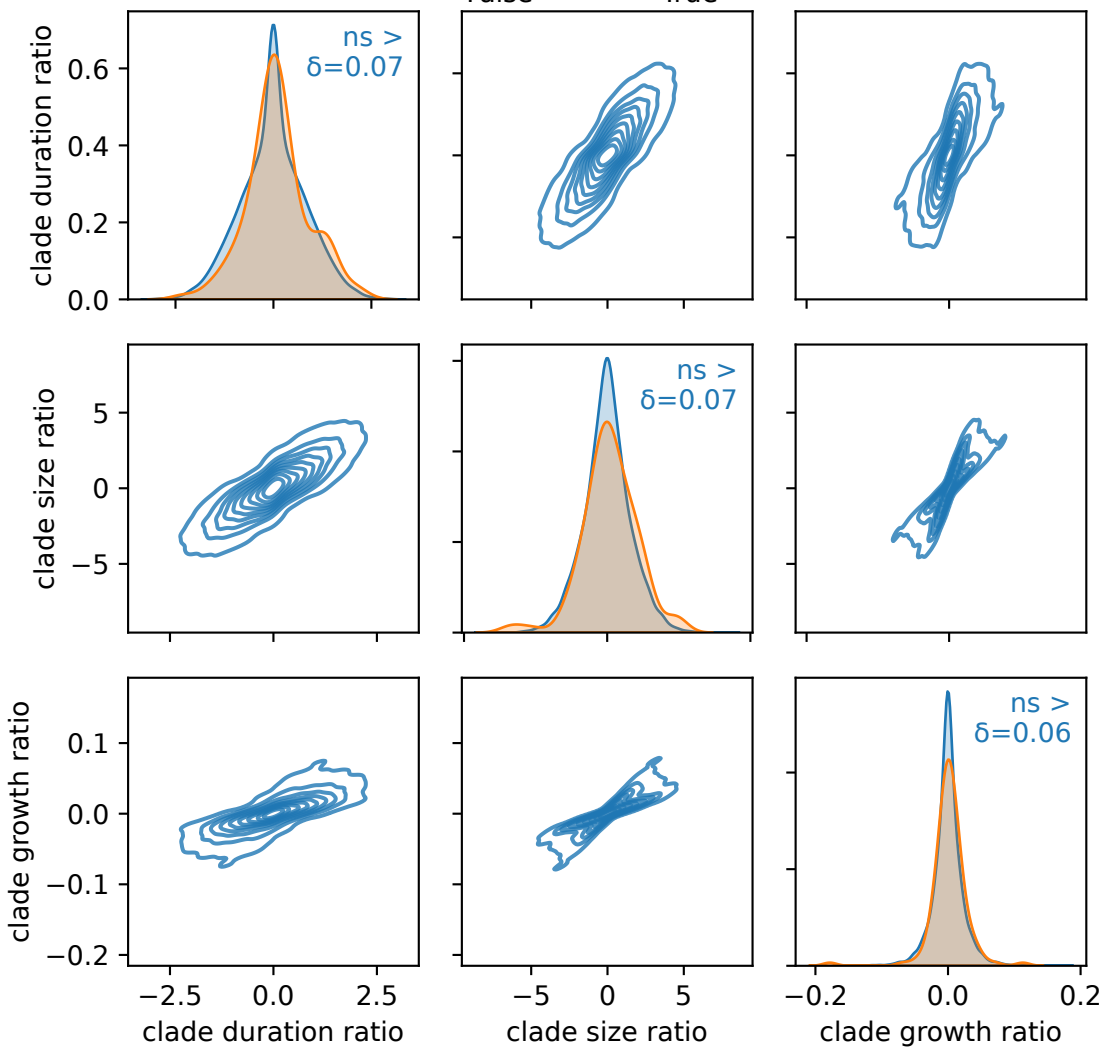 False True
clade duration ratio
0.6
0.4
0.2
0.0
ns >
δ=0.07
clade size ratio
5
0
−5
ns >
δ=0.07
clade growth ratio
0.1
0.0
−0.1
−0.2
ns >
δ=0.06
−2.5 0.0 2.5
−5 0 5
−0.2 0.0 0.2
clade duration ratio
clade size ratio
clade growth ratio